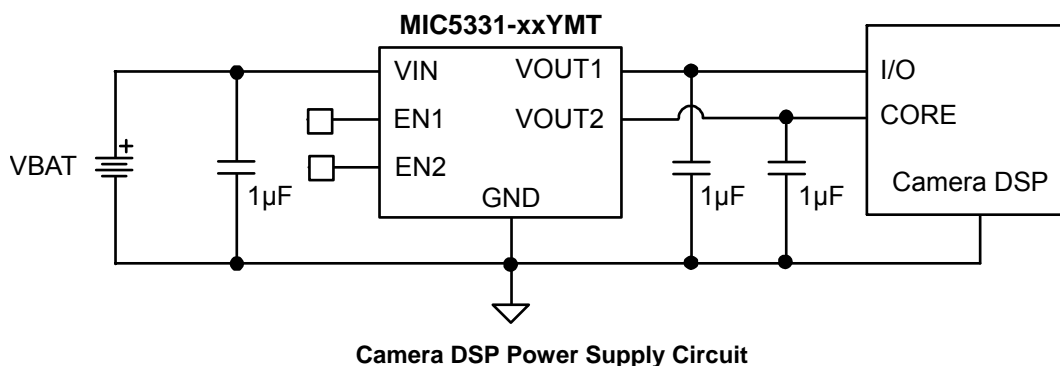 MIC5331-xxYMT
VIN
VOUT1
I/O
EN1
VOUT2
CORE
VBAT
+
EN2
1µF
GND
1µF
1µF
Camera DSP
Camera DSP Power Supply Circuit